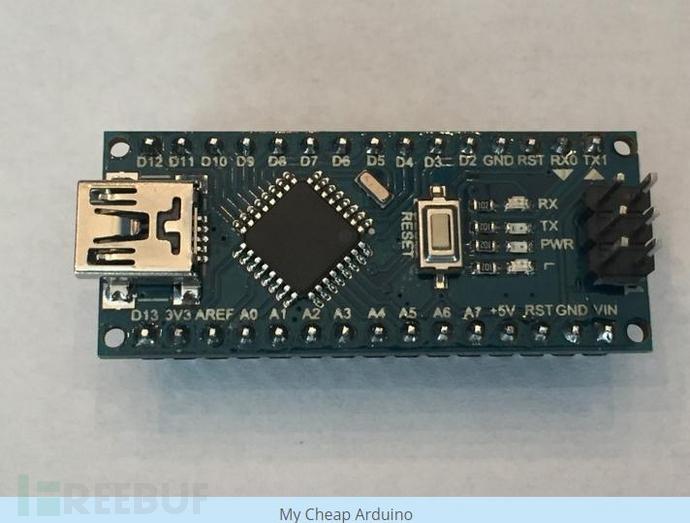 D12 D11 D10 D9 D8 D7 D6 D5 D4 D3 D2 GND RST RX0 TX1
RX
TX
PWR
L
RESET
D13 3V3 AREF A0 A1 A2 A3 A4 A5 A6 A7 +5V RST GND VIN
FREEBUF
My Cheap Arduino